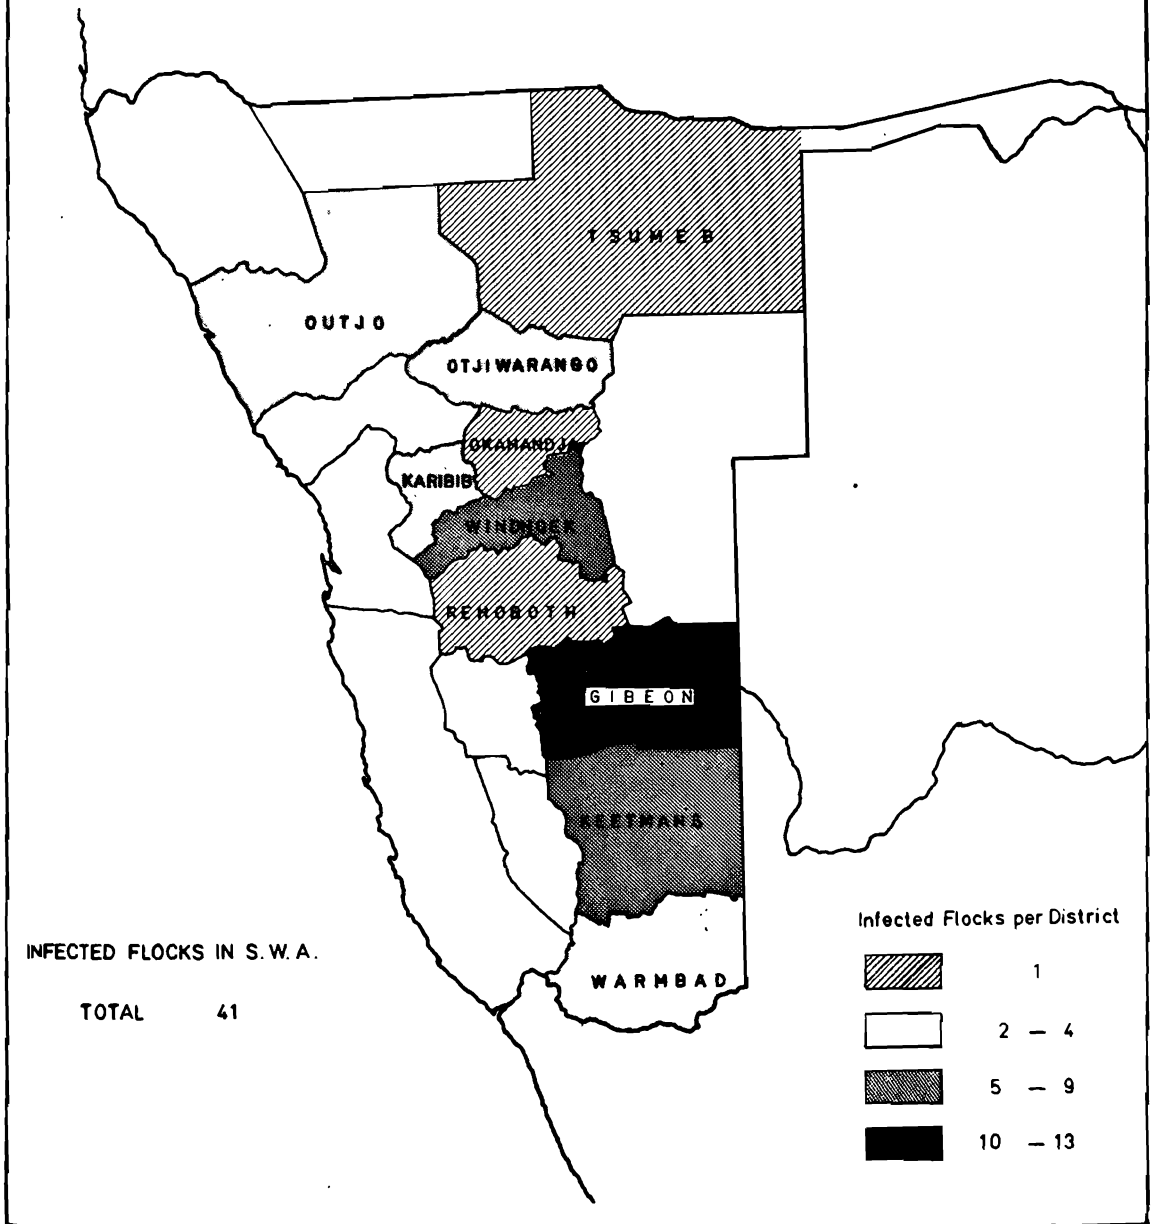 TSUMEB
OUTJO
OTJIWARANGO
OKAHANDJA
KARIBIB
WINDHOEK
REHOBOTH
GIBEON
KEETMANS
WARMBAD
INFECTED FLOCKS IN S.W.A.
TOTAL 41
Infected Flocks per District
1
2 — 4
5 — 9
10 — 13